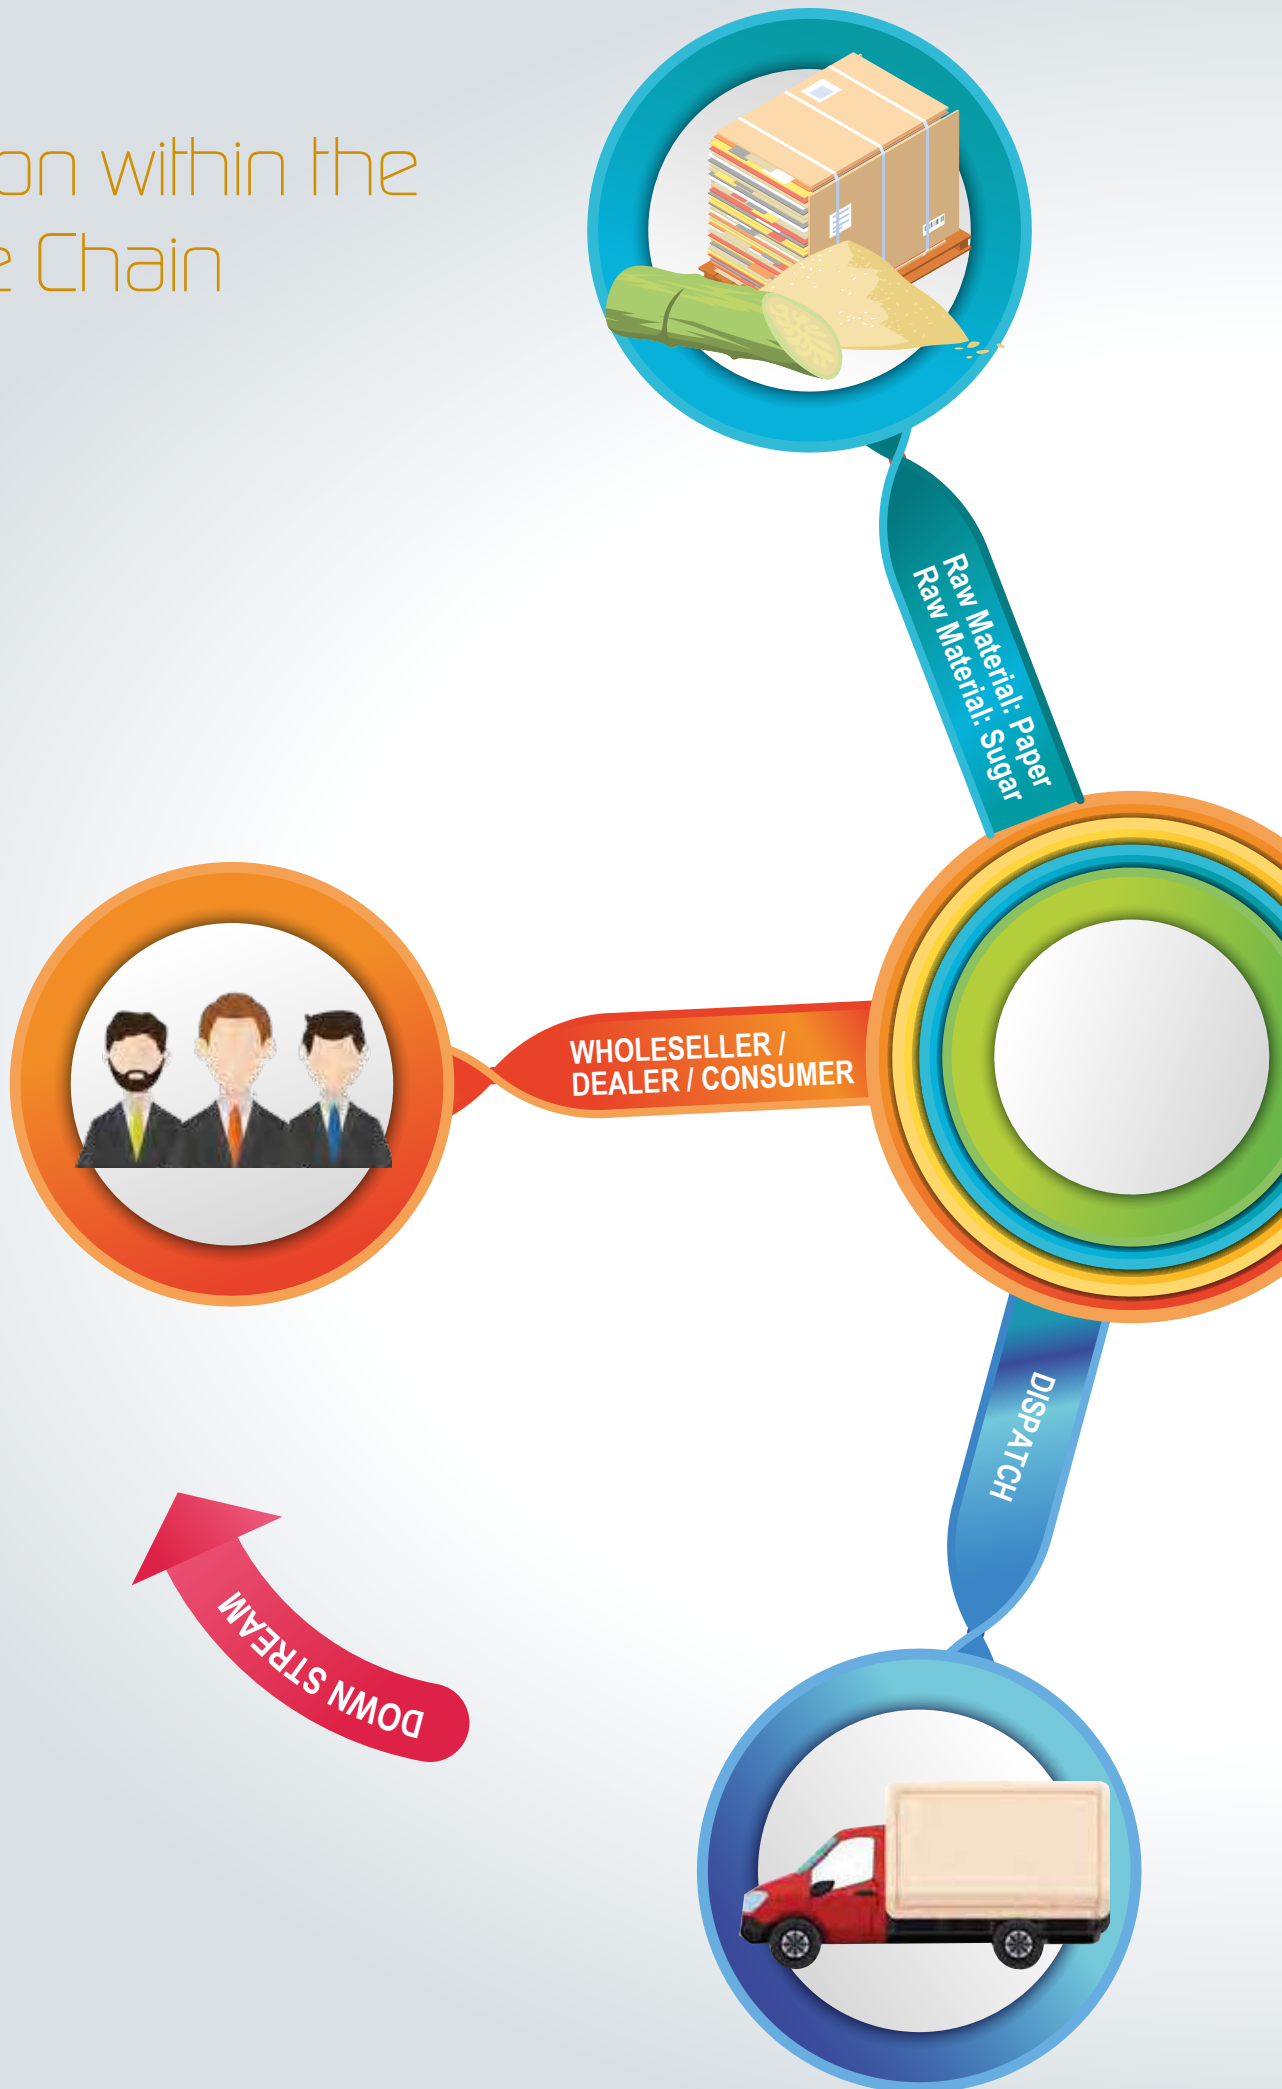 on within the
e Chain
Raw Material: Paper
Raw Material: Sugar
WHOLESELLER /
DEALER / CONSUMER
DISPATCH
DOWN STREAM